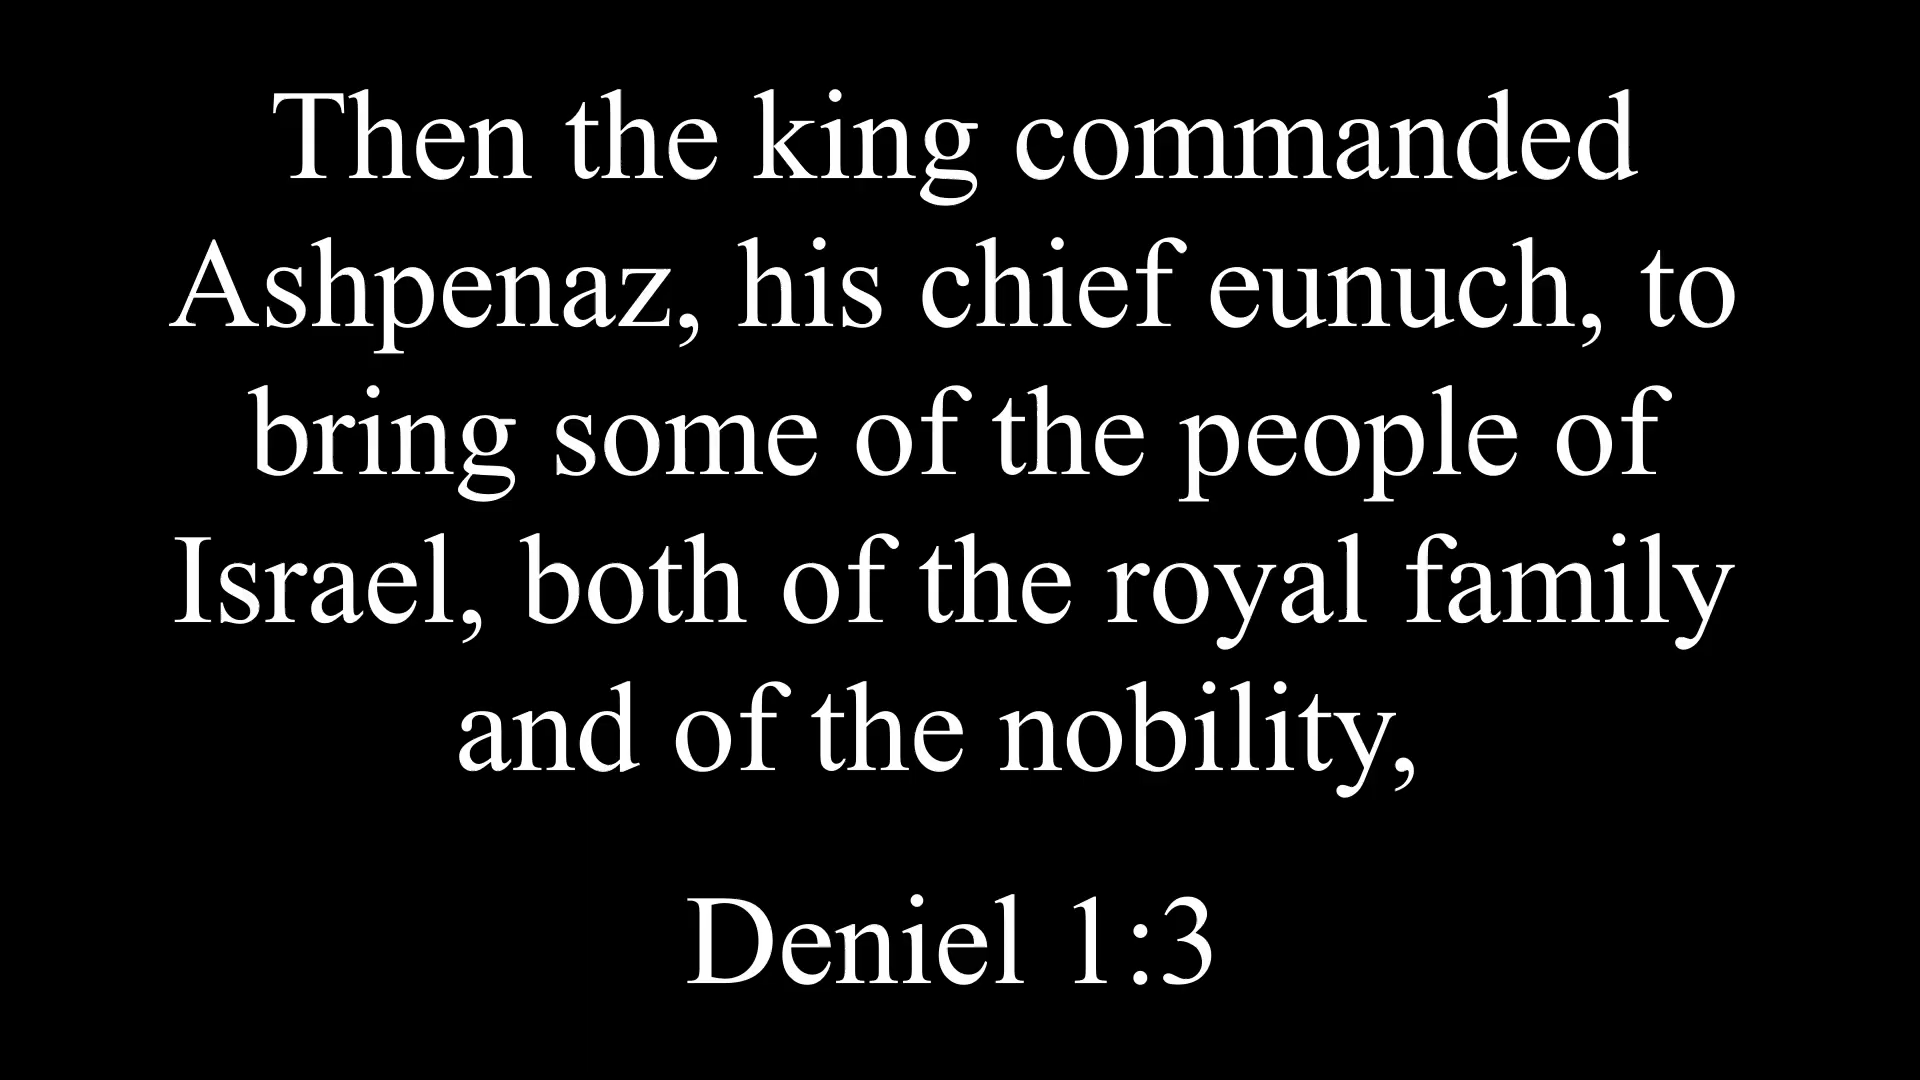 Then the king commanded
Ashpenaz, his chief eunuch, to
bring some of the people of
Israel, both of the royal family
and of the nobility,
Deniel 1:3